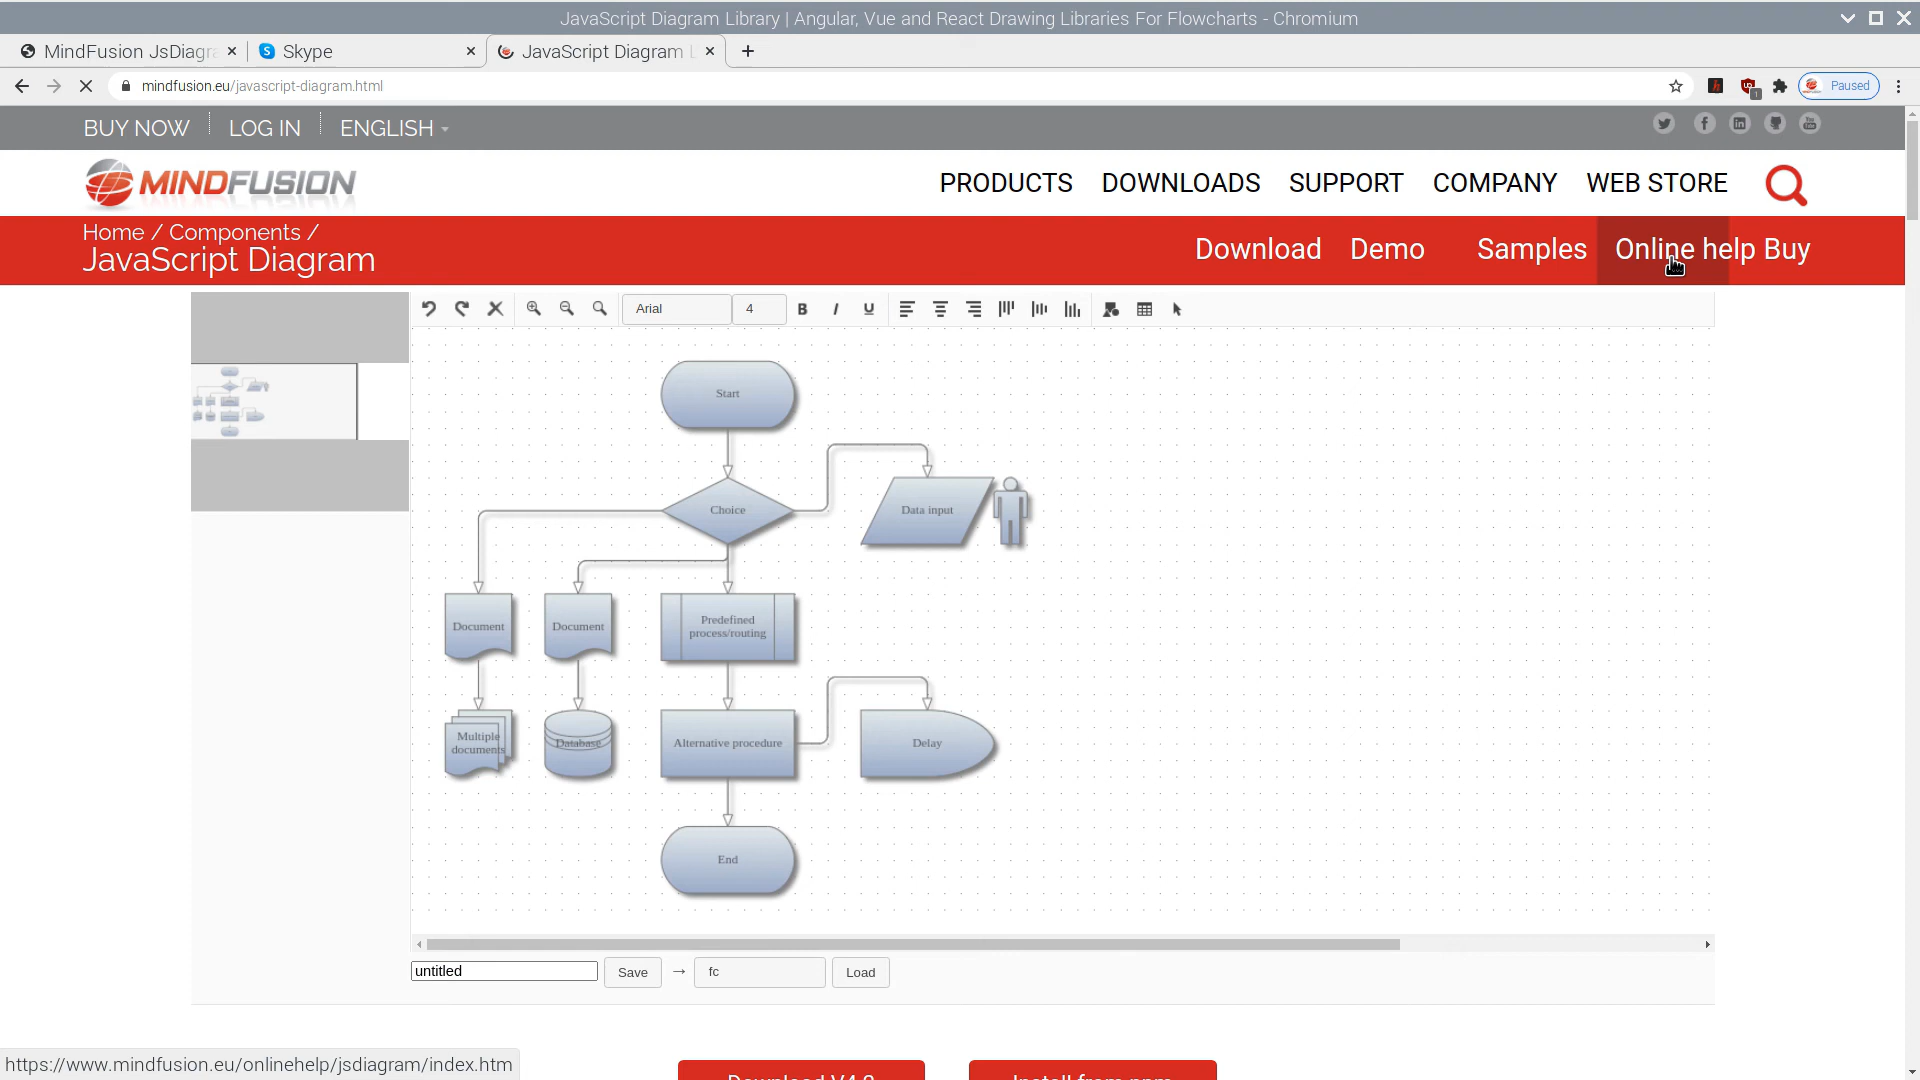 JavaScript Diagram Library | Angular, Vue and React Drawing Libraries For Flowcharts - Chromium
MindFusion JsDiagra
Skype
JavaScript Diagram L
mindfusion.eu/javascript-diagram.html
Paused
BUY NOW
LOG IN
ENGLISH
MINDFUSION
PRODUCTS
DOWNLOADS
SUPPORT
COMPANY
WEB STORE
Home / Components /
JavaScript Diagram
Download
Demo
Samples
Online help
Buy
Arial
4
B
I
U
Start
Choice
Data input
Document
Document
Predefined
process/routing
Multiple
documents
Database
Alternative procedure
Delay
End
untitled
Save
→
fc
Load
https://www.mindfusion.eu/onlinehelp/jsdiagram/index.htm